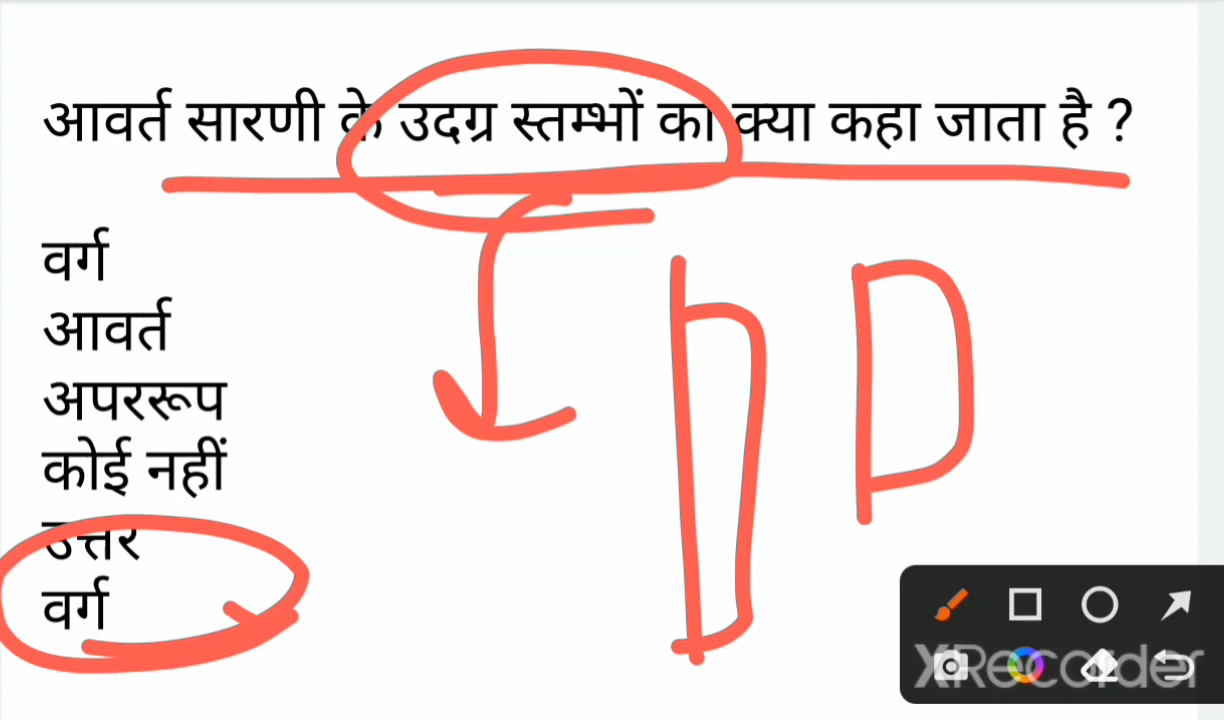 आवर्त सारणी के उदग्र स्तम्भों का क्या कहा जाता है ?
वर्ग
आवर्त
अपररूप
कोई नहीं
उत्तर
वर्ग
XRecorder